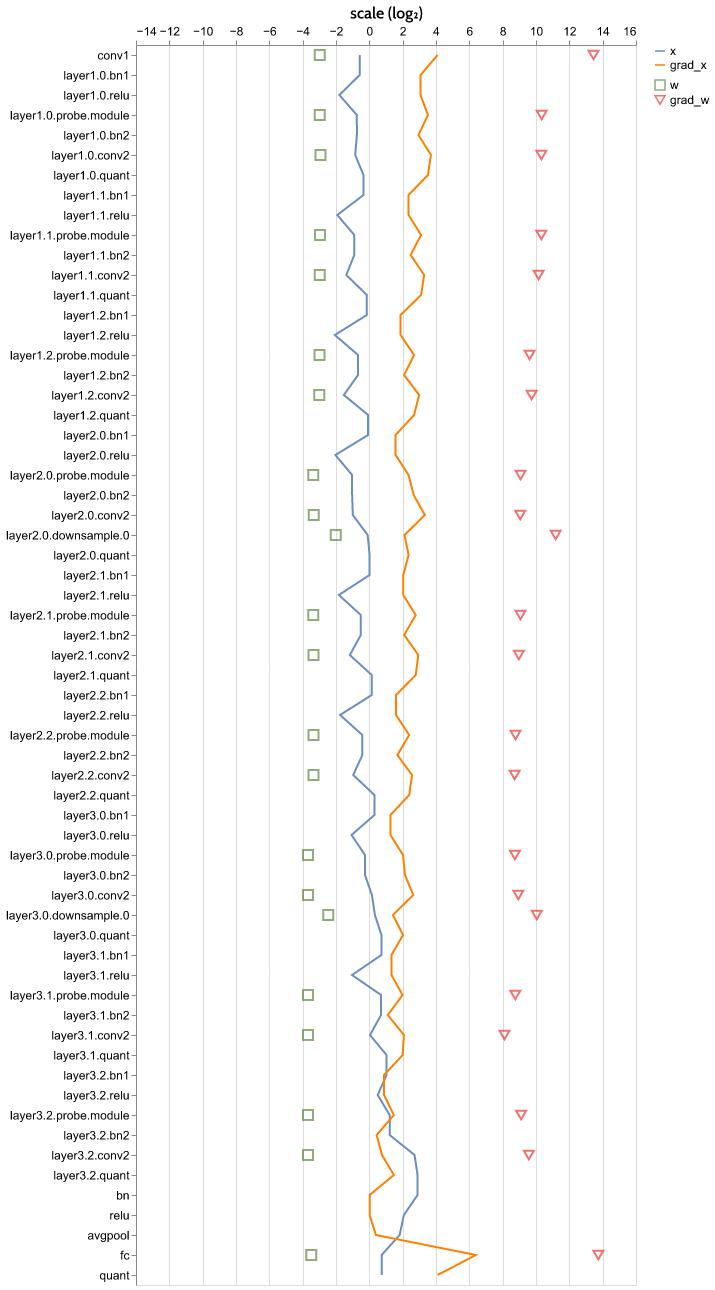 scale (log₂)
−14 −12 −10 −8 −6 −4 −2 0 2 4 6 8 10 12 14 16
x
grad_x
w
grad_w
conv1
layer1.0.bn1
layer1.0.relu
layer1.0.probe.module
layer1.0.bn2
layer1.0.conv2
layer1.0.quant
layer1.1.bn1
layer1.1.relu
layer1.1.probe.module
layer1.1.bn2
layer1.1.conv2
layer1.1.quant
layer1.2.bn1
layer1.2.relu
layer1.2.probe.module
layer1.2.bn2
layer1.2.conv2
layer1.2.quant
layer2.0.bn1
layer2.0.relu
layer2.0.probe.module
layer2.0.bn2
layer2.0.conv2
layer2.0.downsample.0
layer2.0.quant
layer2.1.bn1
layer2.1.relu
layer2.1.probe.module
layer2.1.bn2
layer2.1.conv2
layer2.1.quant
layer2.2.bn1
layer2.2.relu
layer2.2.probe.module
layer2.2.bn2
layer2.2.conv2
layer2.2.quant
layer3.0.bn1
layer3.0.relu
layer3.0.probe.module
layer3.0.bn2
layer3.0.conv2
layer3.0.downsample.0
layer3.0.quant
layer3.1.bn1
layer3.1.relu
layer3.1.probe.module
layer3.1.bn2
layer3.1.conv2
layer3.1.quant
layer3.2.bn1
layer3.2.relu
layer3.2.probe.module
layer3.2.bn2
layer3.2.conv2
layer3.2.quant
bn
relu
avgpool
fc
quant